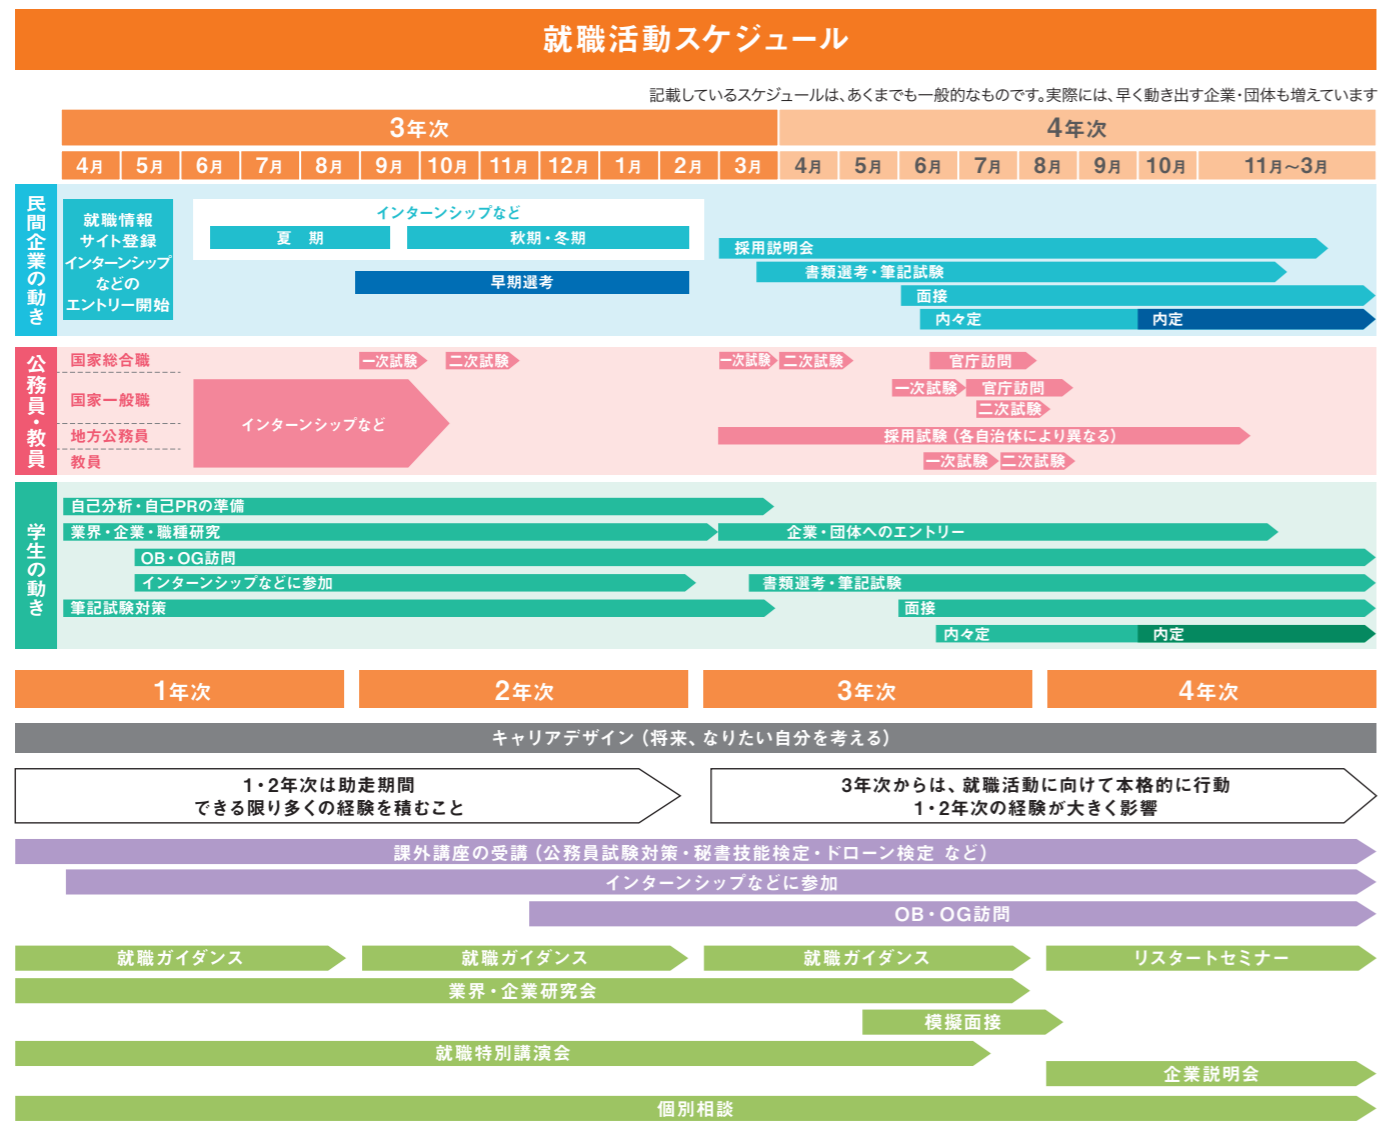 就職活動スケジュール
記載しているスケジュールは、あくまでも一般的なものです。実際には、早く動き出す企業・団体も増えています
3年次 4年次
4月 5月 6月 7月 8月 9月 10月 11月 12月 1月 2月 3月 4月 5月 6月 7月 8月 9月 10月 11月～3月
民間企業の動き
就職情報
サイト登録
インターンシップ
などの
エントリー開始
インターンシップなど
夏 期 秋期・冬期
早期選考
採用説明会
書類選考・筆記試験
面接
内々定 内定
公務員・教員
国家総合職 一次試験 二次試験 一次試験 二次試験 官庁訪問
国家一般職 一次試験 官庁訪問
二次試験
インターンシップなど
地方公務員 採用試験（各自治体により異なる）
教員 一次試験 二次試験
学生の動き
自己分析・自己PRの準備
業界・企業・職種研究 企業・団体へのエントリー
OB・OG訪問
インターンシップなどに参加 書類選考・筆記試験
筆記試験対策 面接
内々定 内定
1年次 2年次 3年次 4年次
キャリアデザイン（将来、なりたい自分を考える）
1・2年次は助走期間
できる限り多くの経験を積むこと
3年次からは、就職活動に向けて本格的に行動
1・2年次の経験が大きく影響
課外講座の受講（公務員試験対策・秘書技能検定・ドローン検定 など）
インターンシップなどに参加
OB・OG訪問
就職ガイダンス 就職ガイダンス 就職ガイダンス リスタートセミナー
業界・企業研究会
模擬面接
就職特別講演会
企業説明会
個別相談